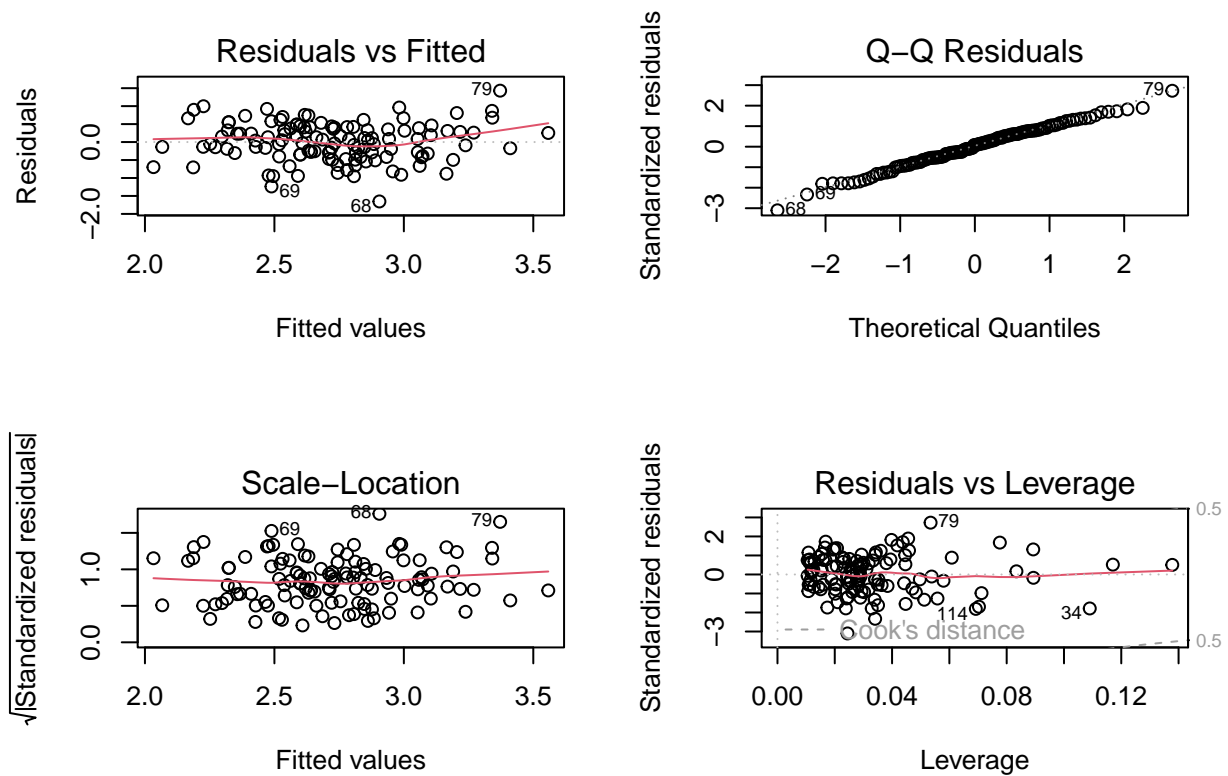 Residuals vs Fitted
Residuals
0.0
−2.0
79
69
68
2.0 2.5 3.0 3.5
Fitted values
Q−Q Residuals
Standardized residuals
2
0
−3
79
69
68
−2 −1 0 1 2
Theoretical Quantiles
Scale−Location
√|Standardized residuals|
1.0
0.0
69
68
79
2.0 2.5 3.0 3.5
Fitted values
Residuals vs Leverage
Standardized residuals
2
0
−3
79
114
34
Cook's distance
0.5
0.5
0.00 0.04 0.08 0.12
Leverage